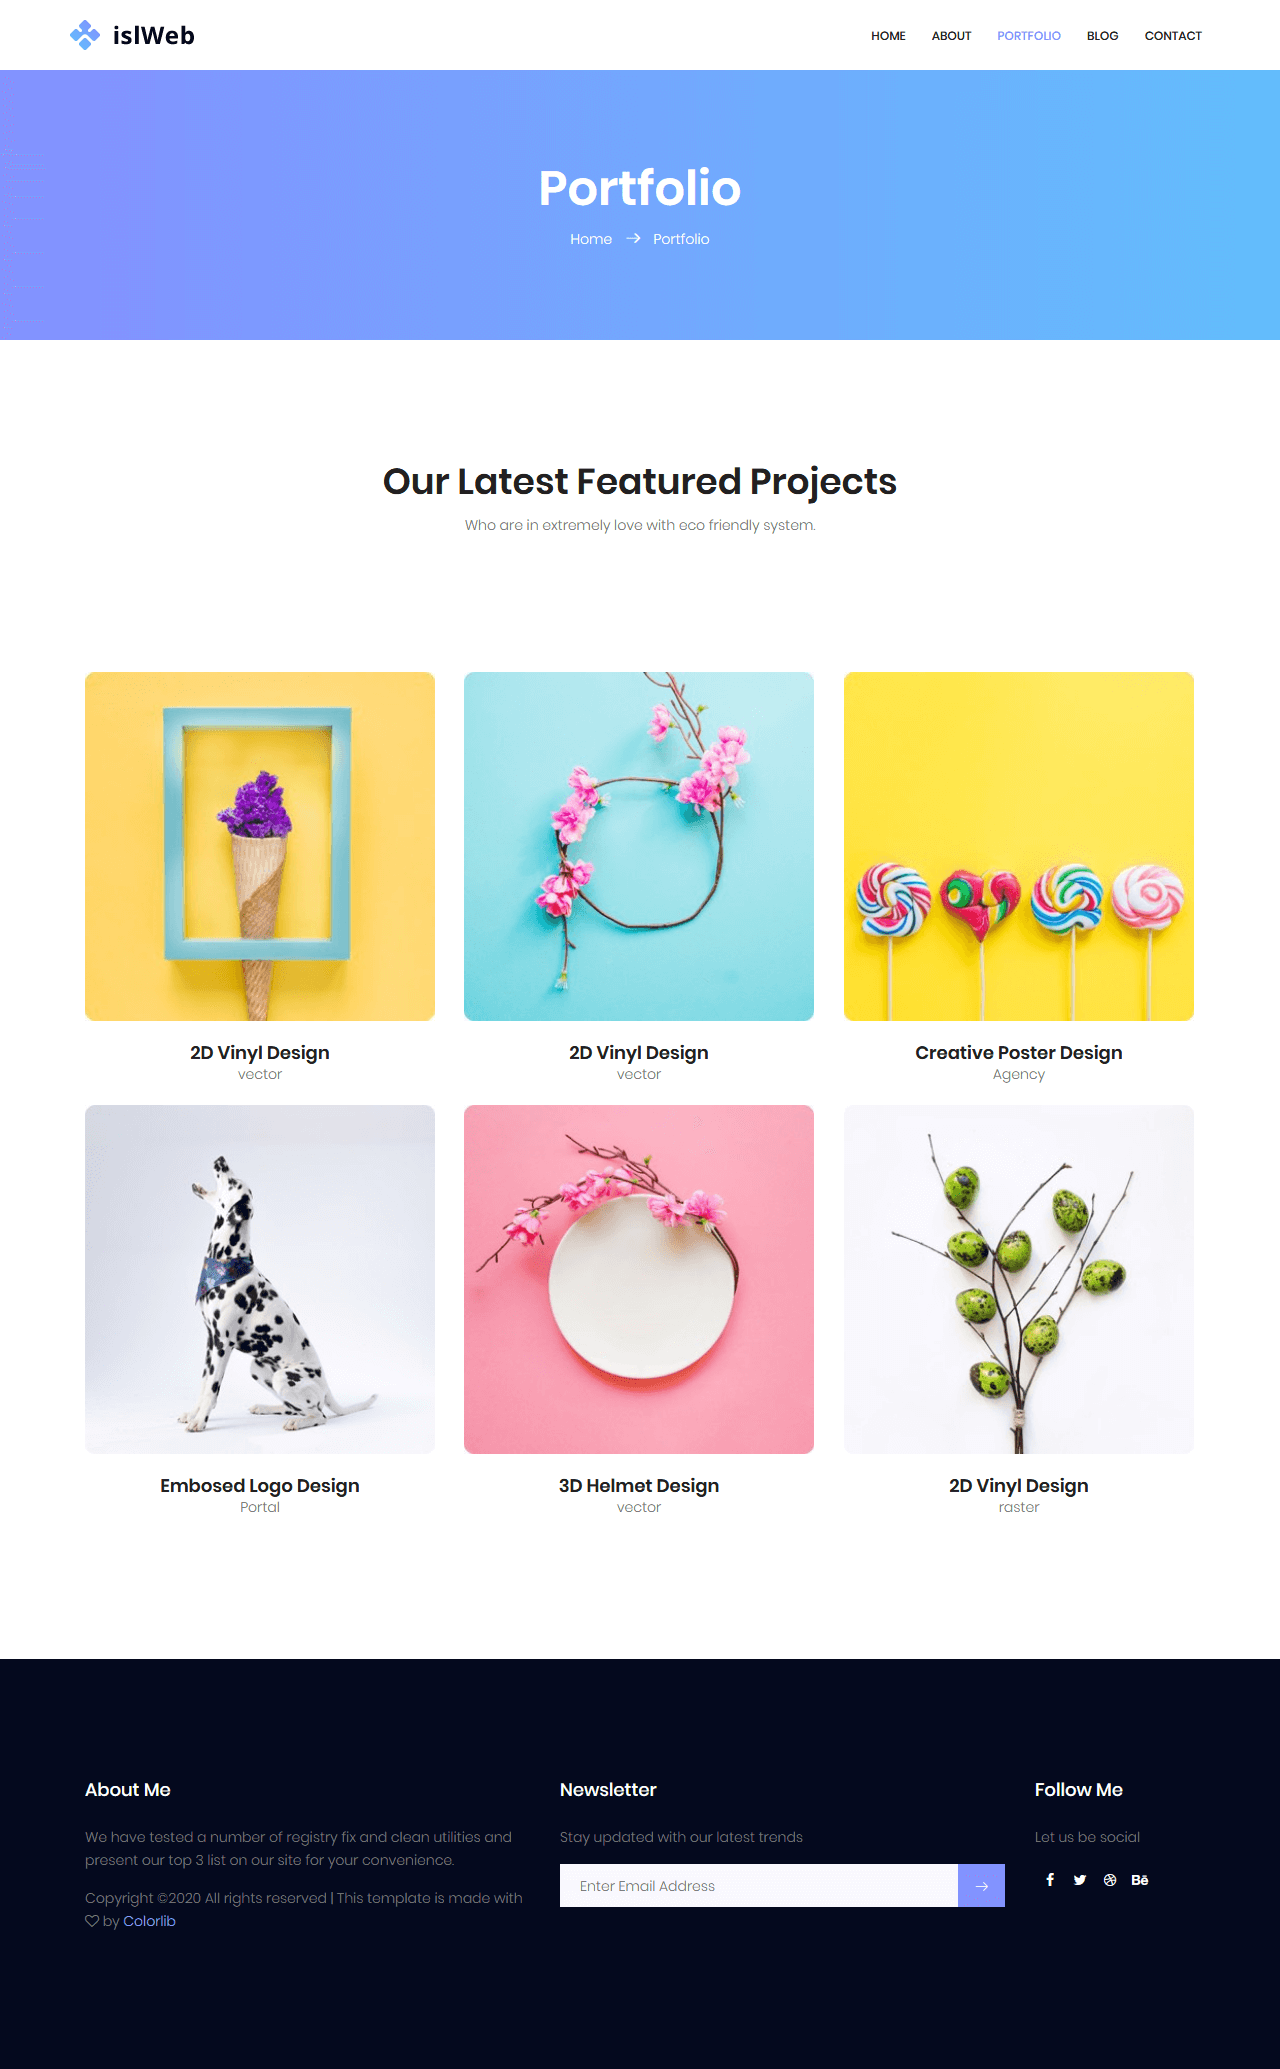 islWeb
HOME ABOUT PORTFOLIO BLOG CONTACT
Portfolio
Home → Portfolio
Our Latest Featured Projects
Who are in extremely love with eco friendly system.
2D Vinyl Design
vector
2D Vinyl Design
vector
Creative Poster Design
Agency
Embosed Logo Design
Portal
3D Helmet Design
vector
2D Vinyl Design
raster
About Me
We have tested a number of registry fix and clean utilities and
present our top 3 list on our site for your convenience.
Copyright ©2020 All rights reserved | This template is made with
♡ by Colorlib
Newsletter
Stay updated with our latest trends
Enter Email Address →
Follow Me
Let us be social
f Bē